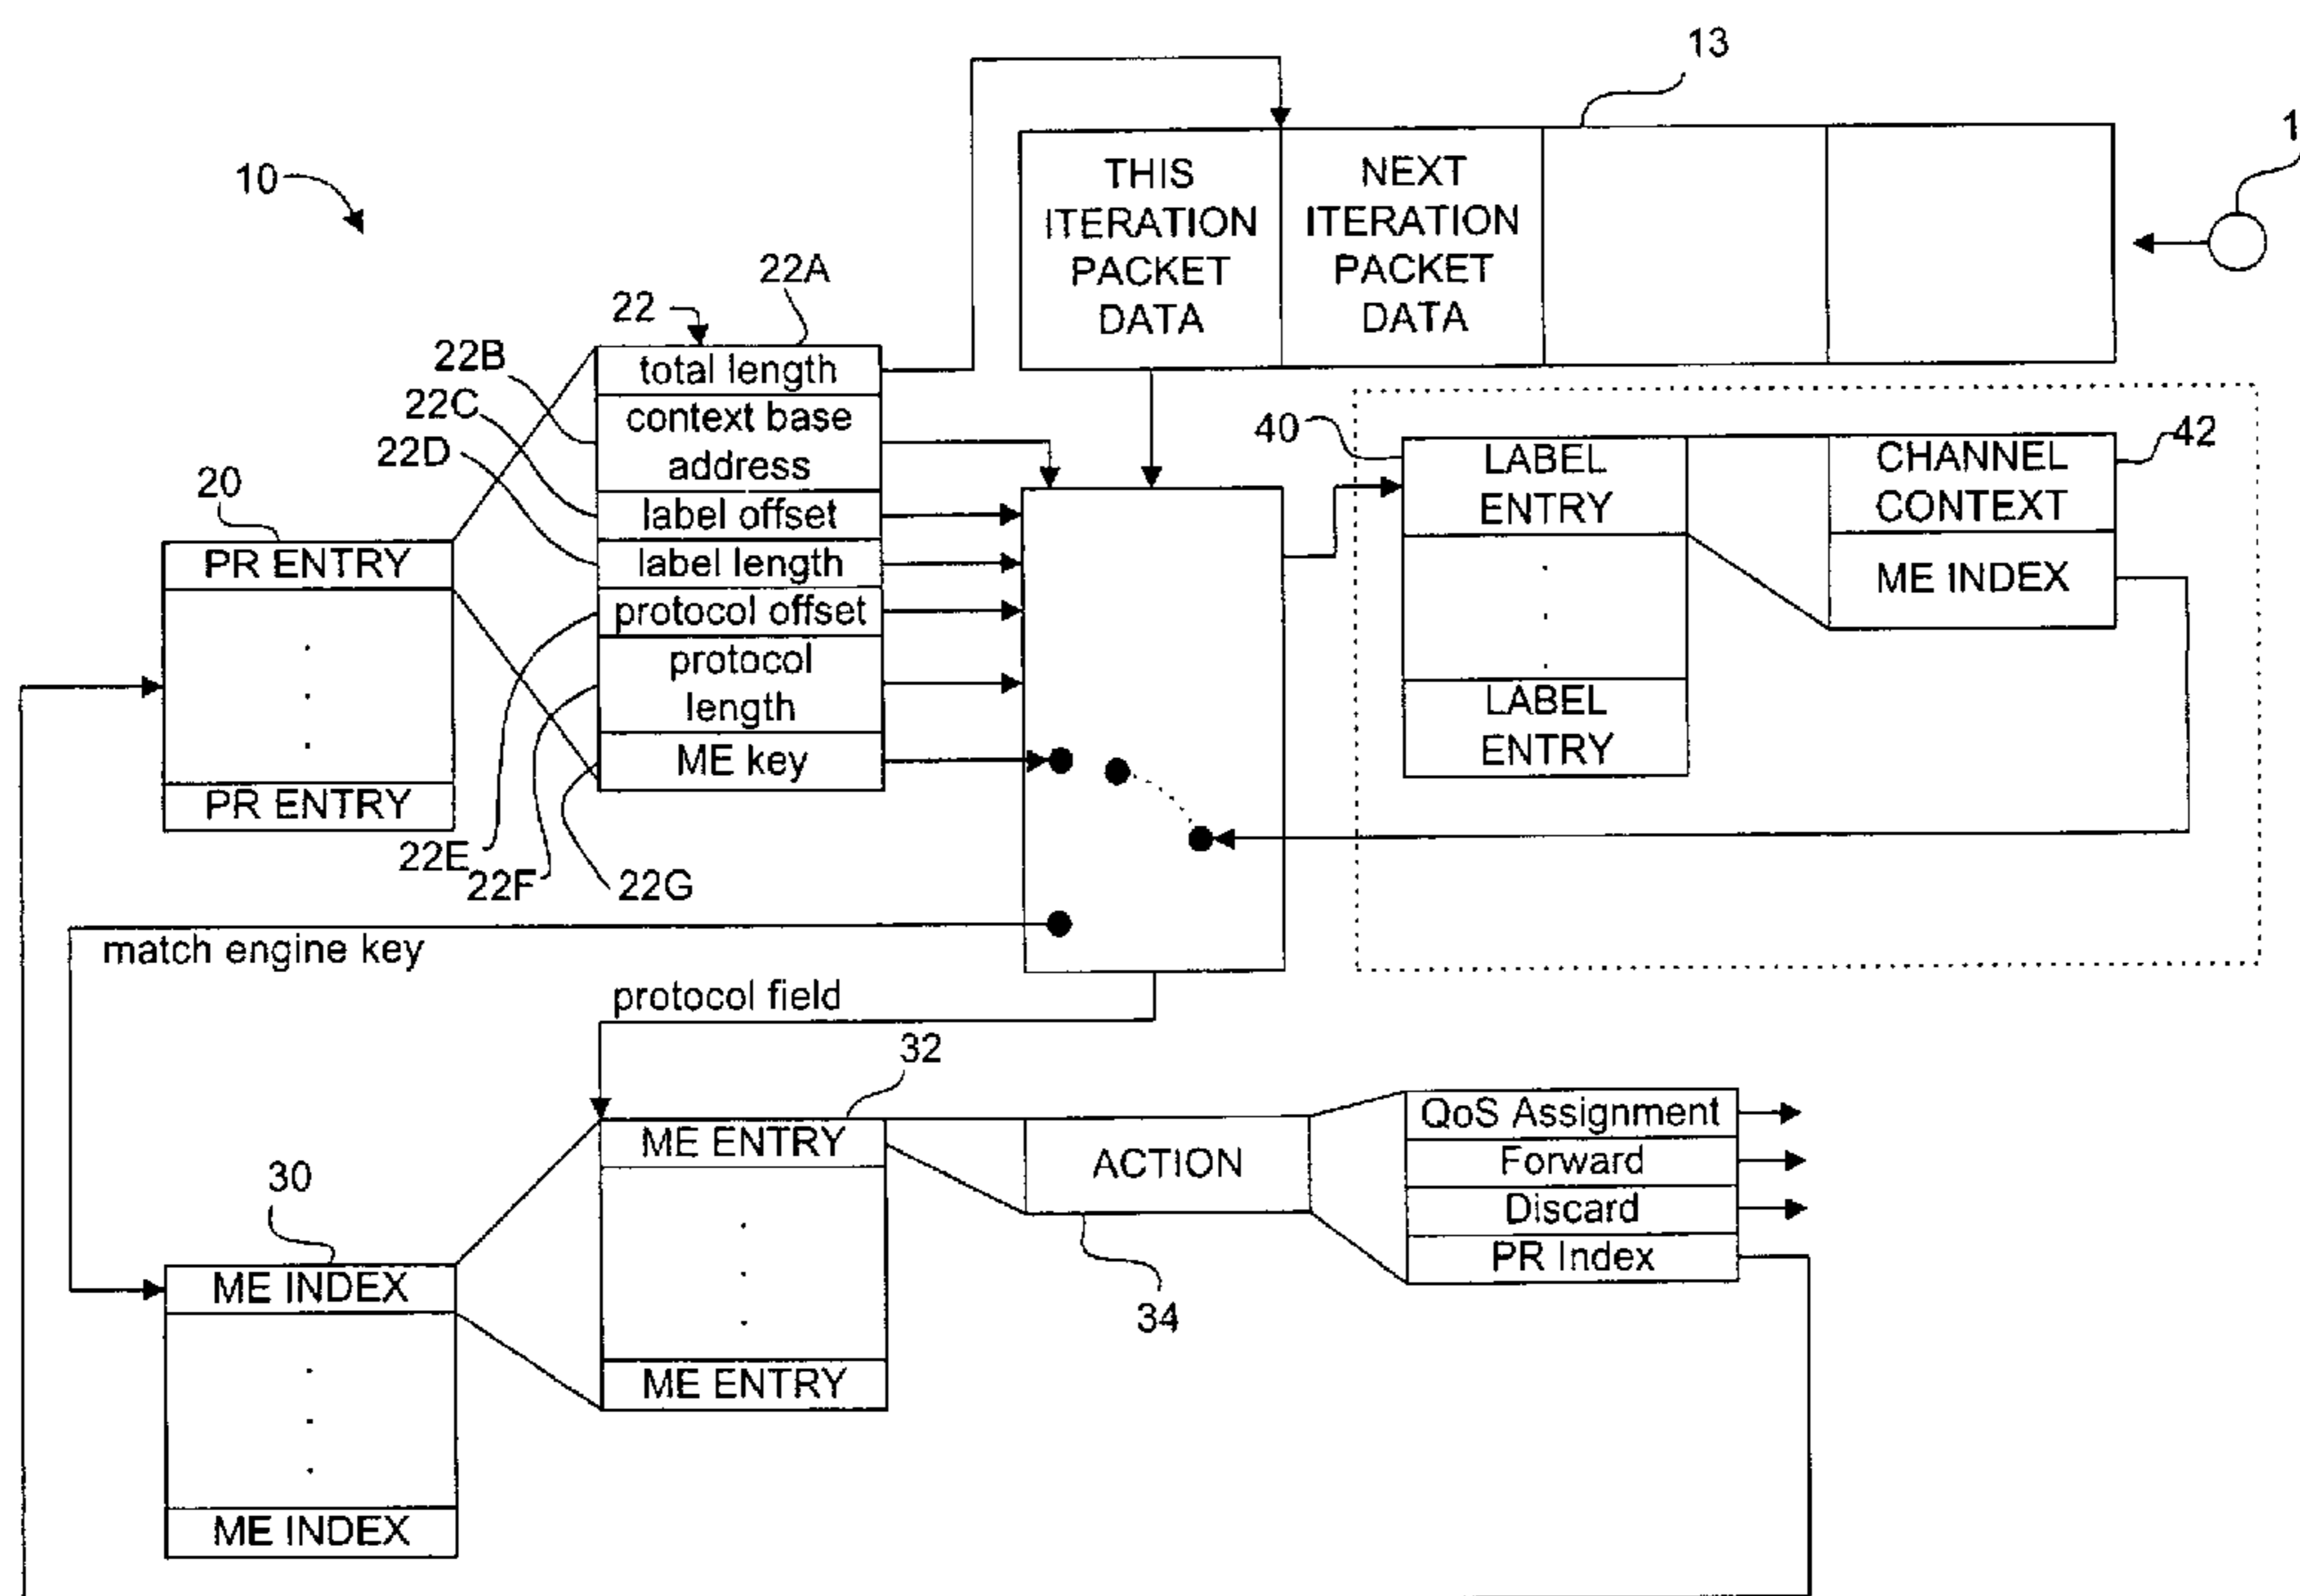 13
1
10
THIS
ITERATION
PACKET
DATA
NEXT
ITERATION
PACKET
DATA
22
22A
22B
22C
22D
total length
context base
address
label offset
label length
protocol offset
protocol
length
ME key
20
PR ENTRY
PR ENTRY
22E
22F
22G
40
LABEL
ENTRY
LABEL
ENTRY
42
CHANNEL
CONTEXT
ME INDEX
match engine key
protocol field
32
ME ENTRY
ME ENTRY
30
ME INDEX
ME INDEX
ACTION
34
QoS Assignment
Forward
Discard
PR Index